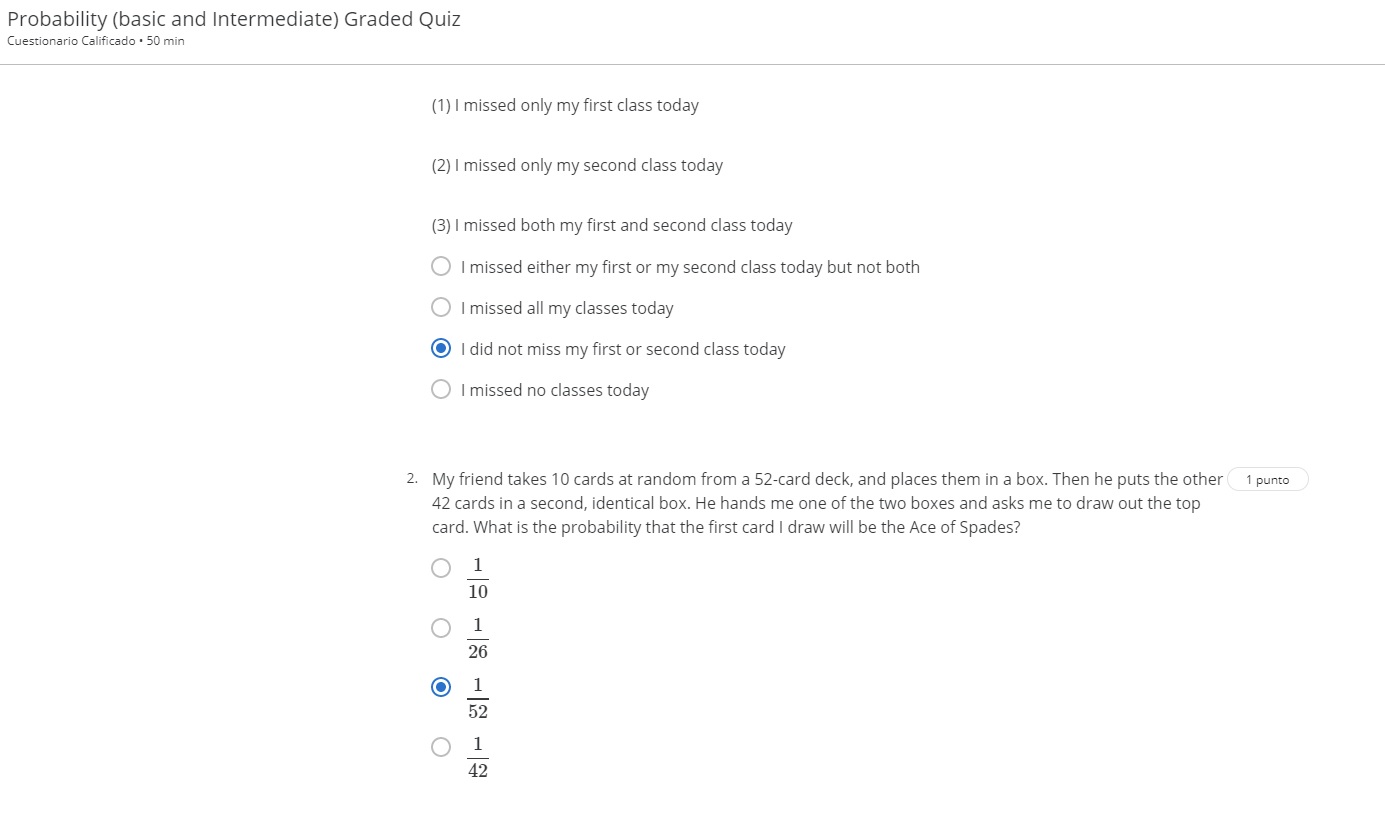 Probability (basic and Intermediate) Graded Quiz
Cuestionario Calificado • 50 min
(1) I missed only my first class today
(2) I missed only my second class today
(3) I missed both my first and second class today
I missed either my first or my second class today but not both
I missed all my classes today
I did not miss my first or second class today
I missed no classes today
2. My friend takes 10 cards at random from a 52-card deck, and places them in a box. Then he puts the other 1 punto
42 cards in a second, identical box. He hands me one of the two boxes and asks me to draw out the top
card. What is the probability that the first card I draw will be the Ace of Spades?
1
10
1
26
1
52
1
42